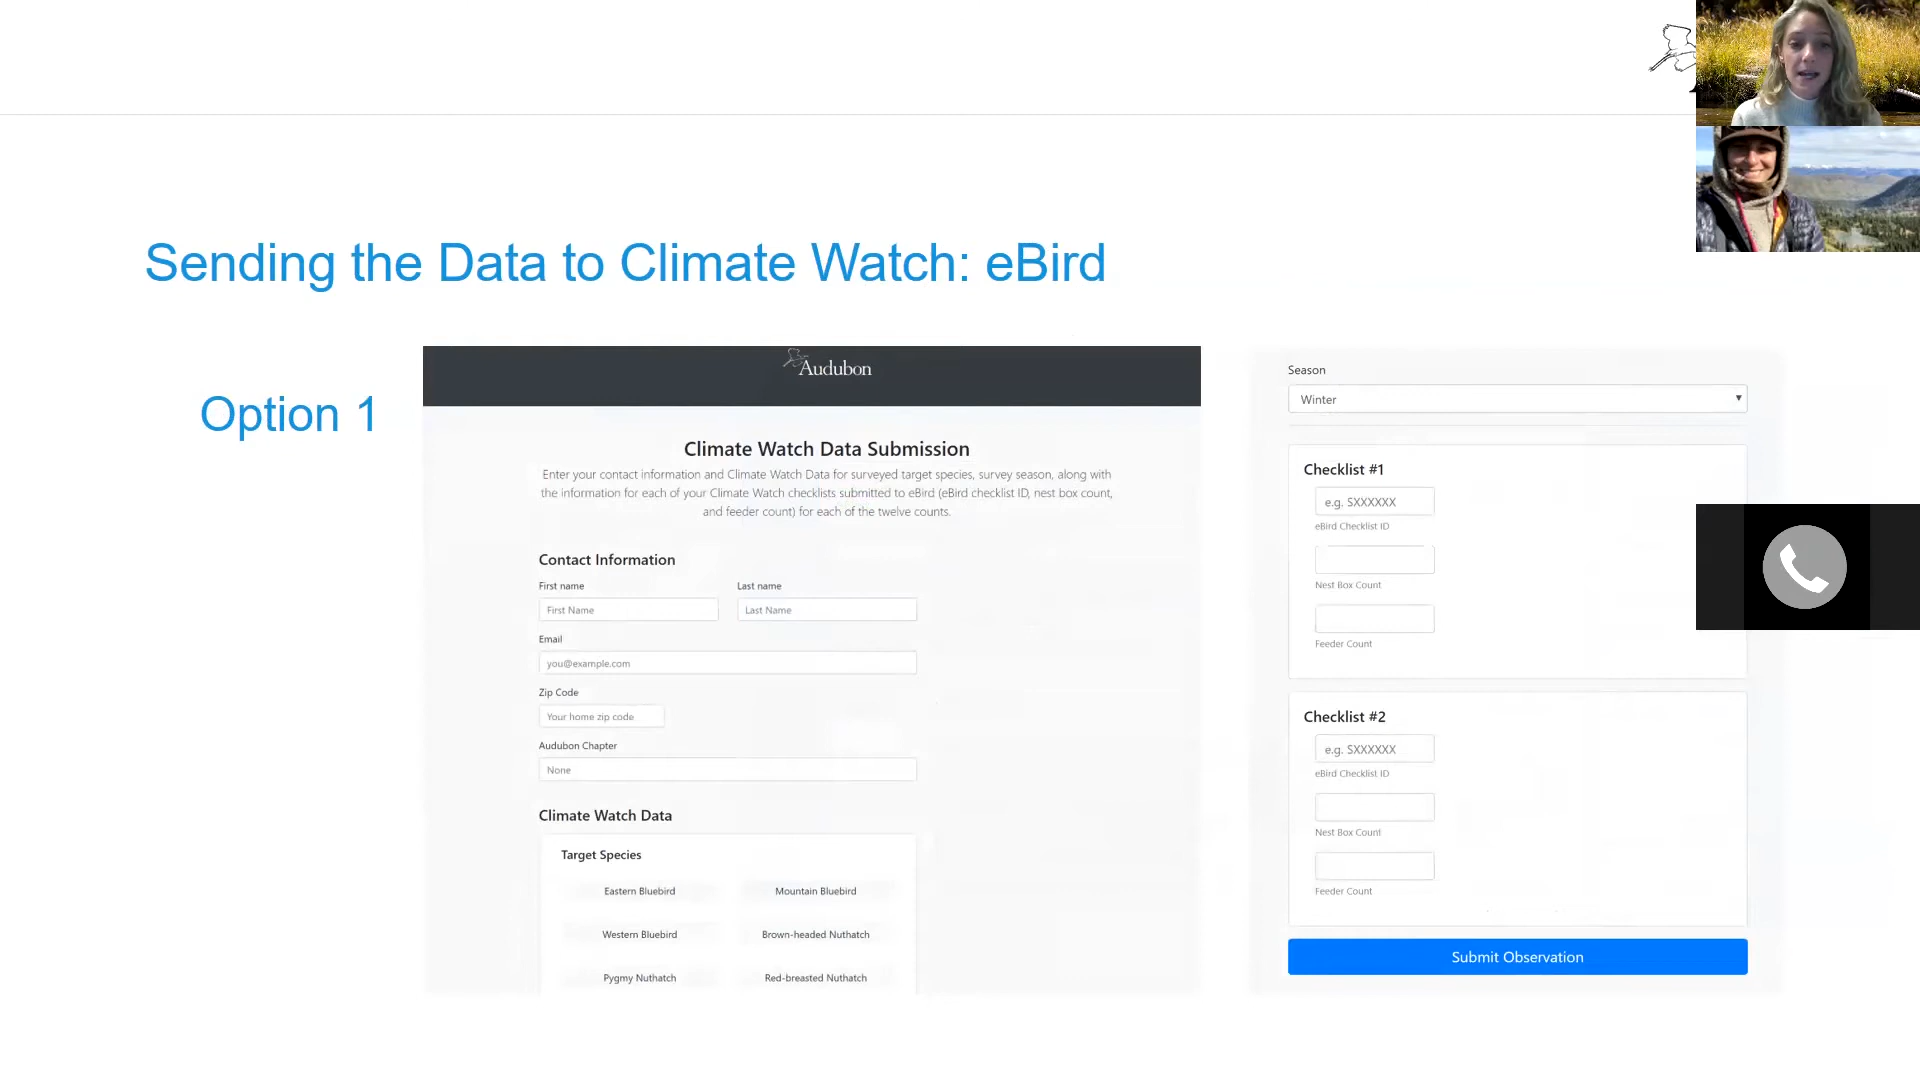 Sending the Data to Climate Watch: eBird
Option 1
Audubon
Climate Watch Data Submission
Enter your contact information and Climate Watch Data for surveyed target species, survey season, along with
the information for each of your Climate Watch checklists submitted to eBird (eBird checklist ID, nest box count,
and feeder count) for each of the twelve counts.
Contact Information
First name
Last name
First Name
Last Name
Email
you@example.com
Zip Code
Your home zip code
Audubon Chapter
None
Climate Watch Data
Target Species
Eastern Bluebird
Mountain Bluebird
Western Bluebird
Brown-headed Nuthatch
Pygmy Nuthatch
Red-breasted Nuthatch
Season
Winter
Checklist #1
e.g. SXXXXXX
eBird Checklist ID
Nest Box Count
Feeder Count
Checklist #2
e.g. SXXXXXX
eBird Checklist ID
Nest Box Count
Feeder Count
Submit Observation